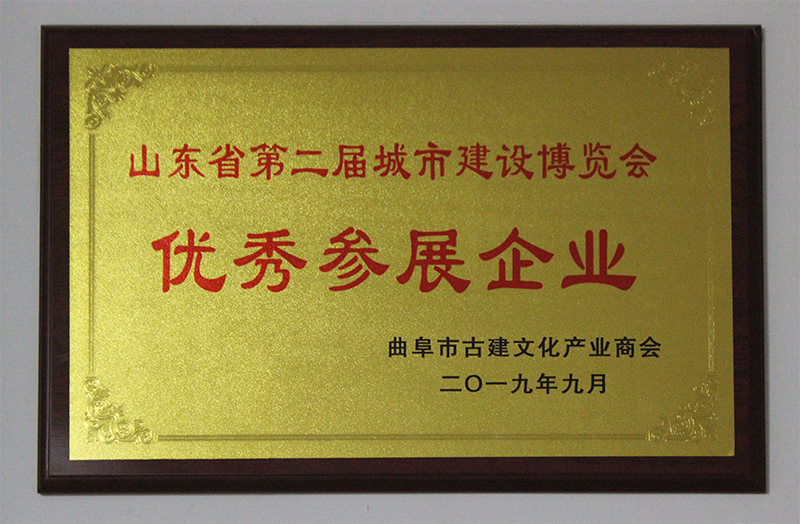 山东省第二届城市建设博览会
优秀参展企业
曲阜市古建文化产业商会
二〇一九年九月